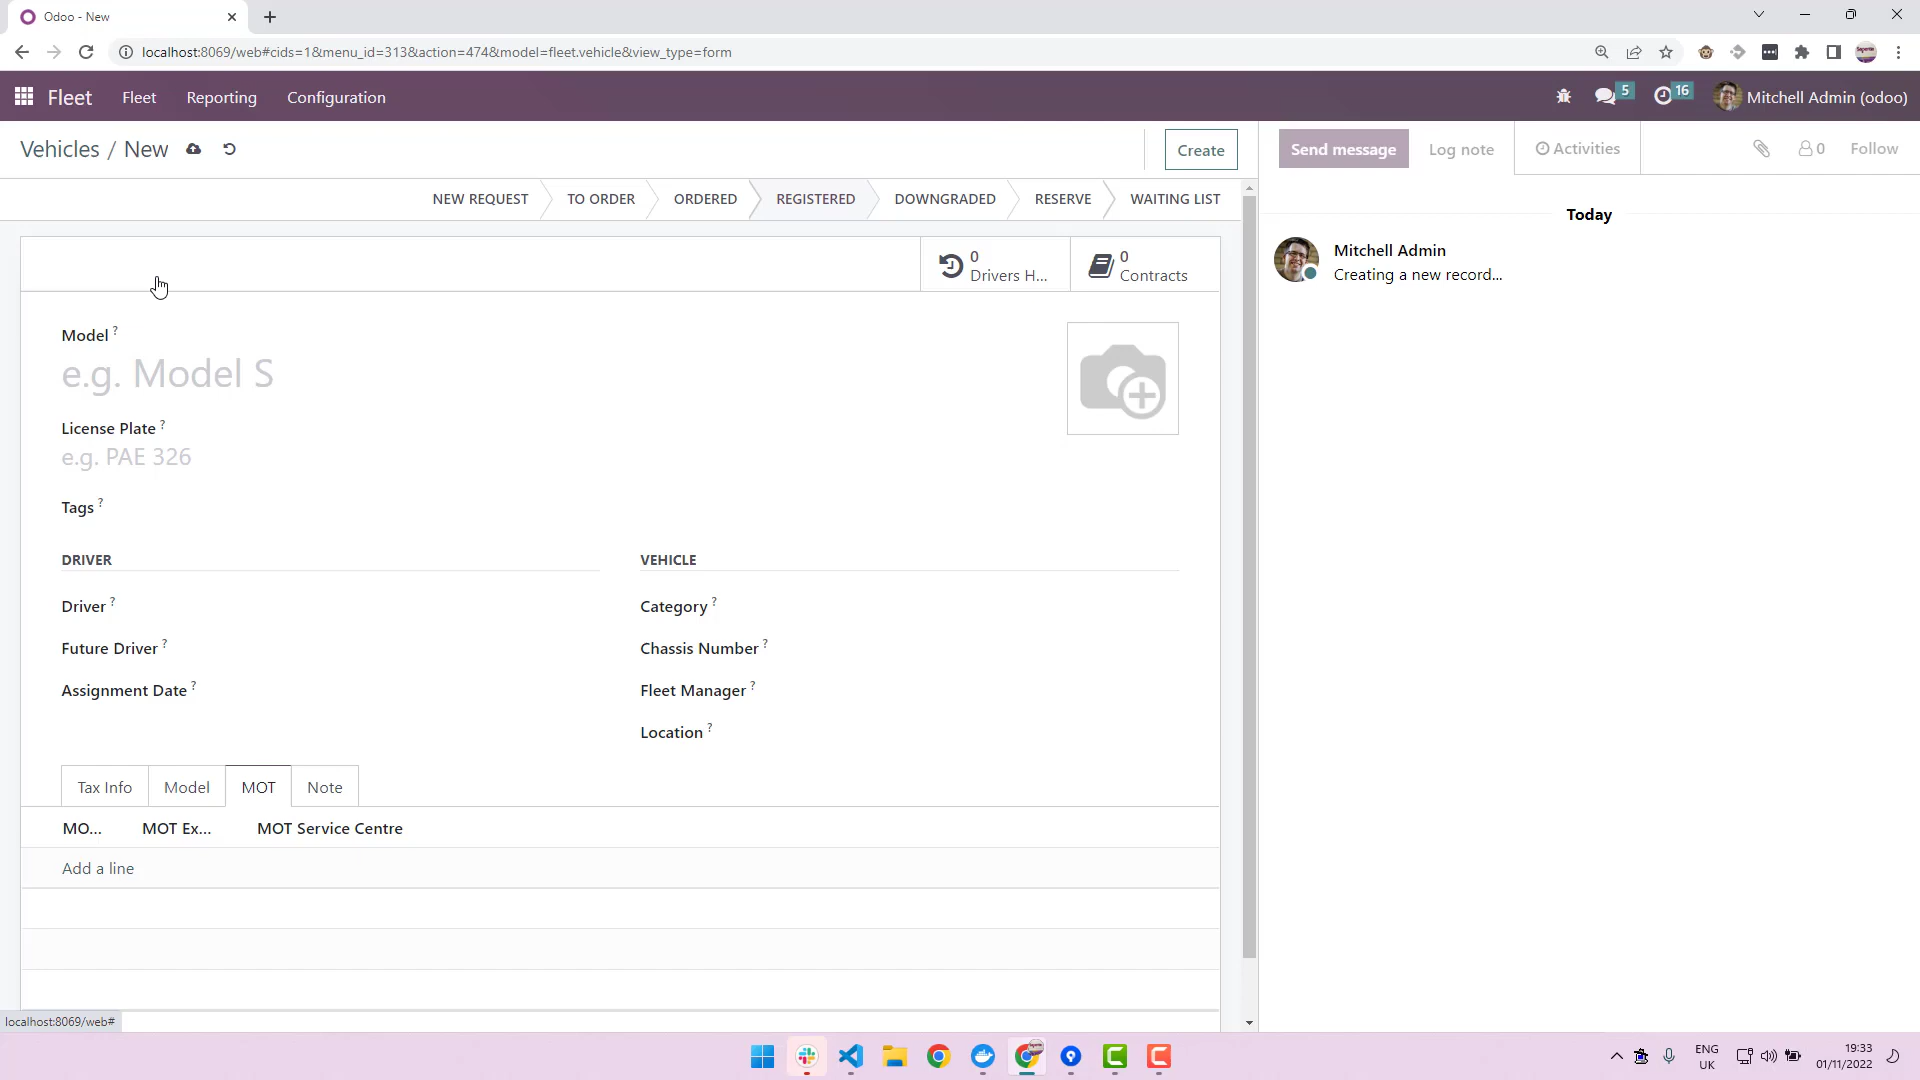 Odoo - New
localhost:8069/web#cids=1&menu_id=313&action=474&model=fleet.vehicle&view_type=form
Fleet Fleet Reporting Configuration 5 16 Mitchell Admin (odoo)
Vehicles / New Create Send message Log note Activities 0 Follow
NEW REQUEST TO ORDER ORDERED REGISTERED DOWNGRADED RESERVE WAITING LIST
Today
0 Drivers H...
0 Contracts
Mitchell Admin
Creating a new record...
Model ?
e.g. Model S
License Plate ?
e.g. PAE 326
Tags ?
DRIVER VEHICLE
Driver ? Category ?
Future Driver ? Chassis Number ?
Assignment Date ? Fleet Manager ?
Location ?
Tax Info Model MOT Note
MO... MOT Ex... MOT Service Centre
Add a line
localhost:8069/web#
ENG
UK
19:33
01/11/2022